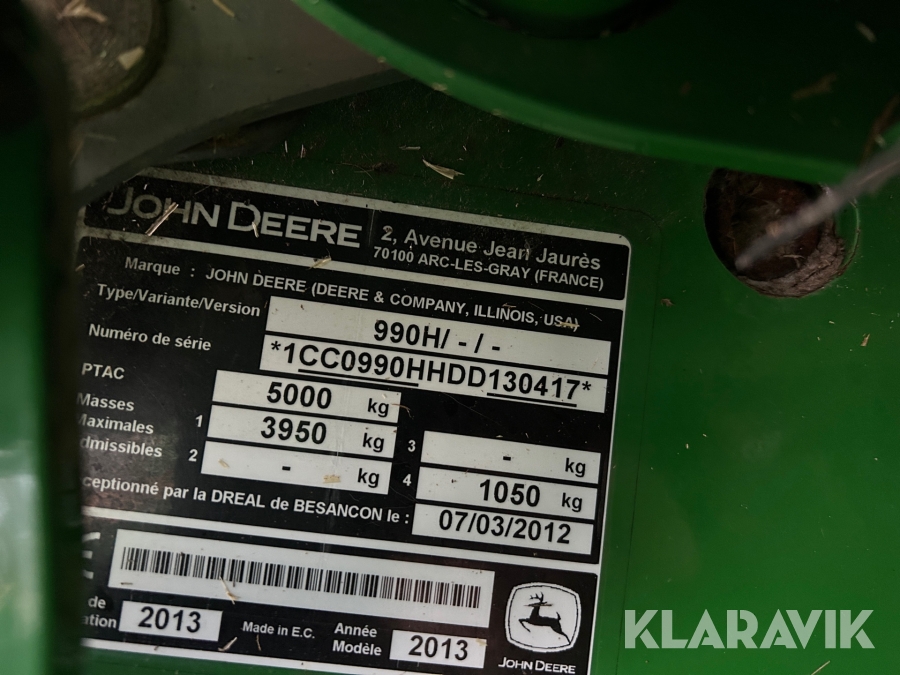 JOHN DEERE
2, Avenue Jean Jaurès
70100 ARC-LES-GRAY (FRANCE)
Marque : JOHN DEERE (DEERE & COMPANY, ILLINOIS, USA)
Type/Variante/Version 990H/ - / -
Numéro de série *1CC0990HHDD130417*
PTAC 5000 kg
Masses
Maximales
dmissibles
1 3950 kg
2 - kg
3 - kg
4 1050 kg
ceptionné par la DREAL de BESANCON le : 07/03/2012
de
ation 2013
Made in E.C.
Année
Modèle 2013
JOHN DEERE
KLARAVIK